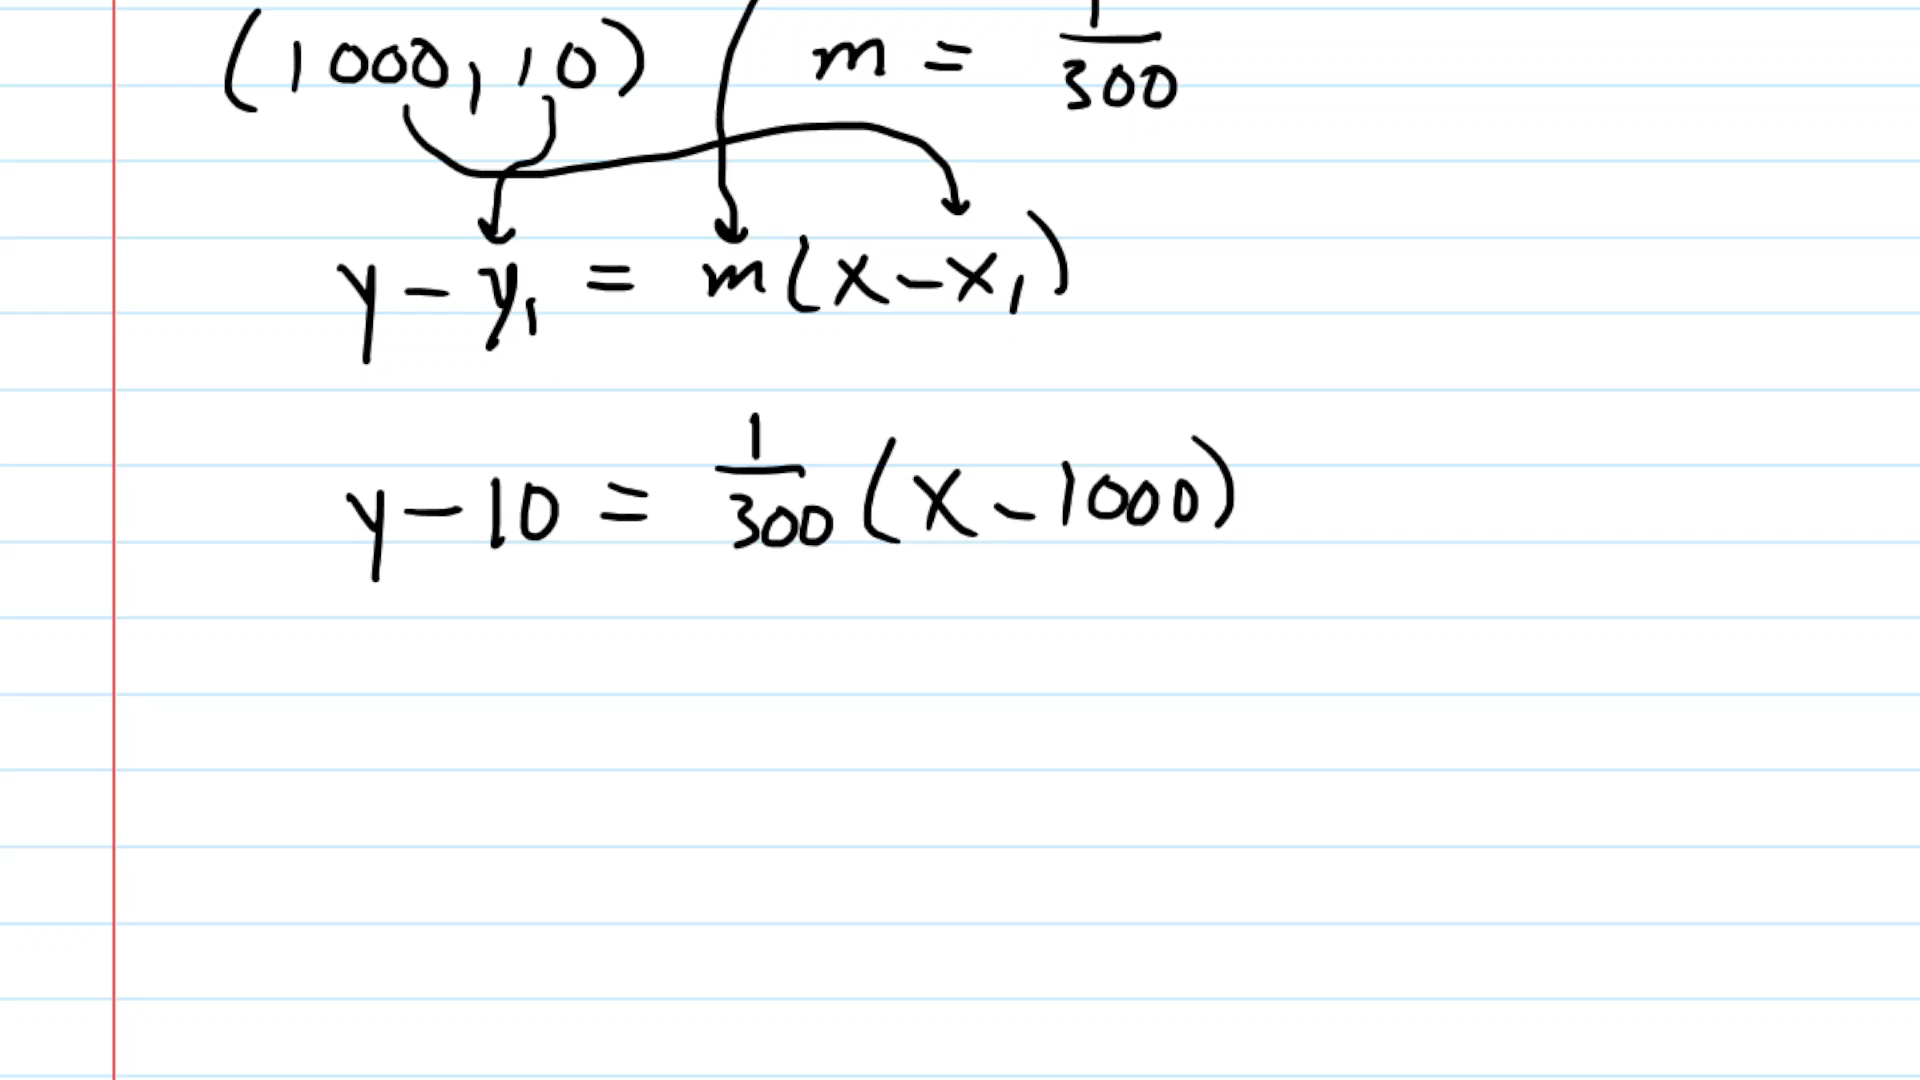 (1000, 10) m = 1/300
y - y₁ = m(x - x₁)
y - 10 = 1/300 (x - 1000)